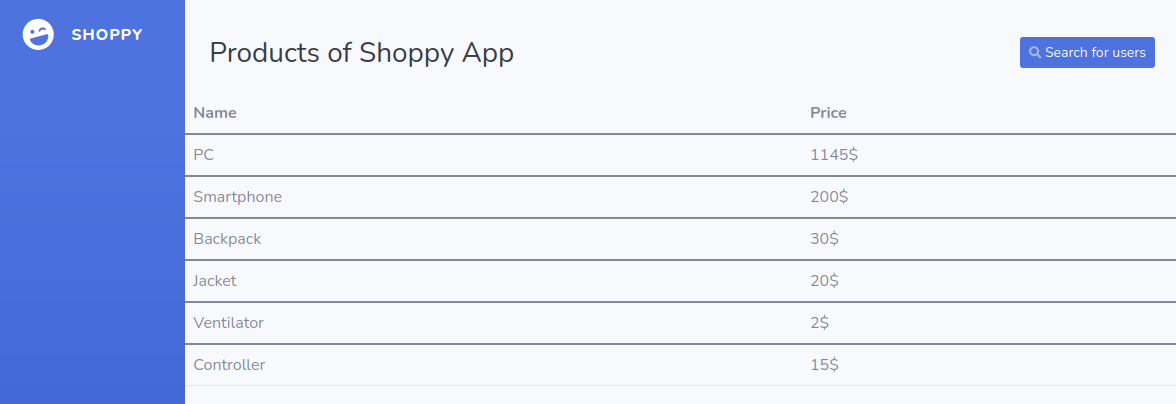 SHOPPY
Products of Shoppy App
Search for users
Name Price
PC 1145$
Smartphone 200$
Backpack 30$
Jacket 20$
Ventilator 2$
Controller 15$